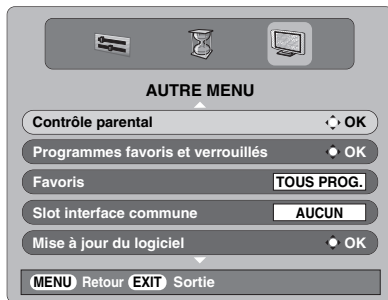 AUTRE MENU
Contrôle parental OK
Programmes favoris et verrouillés OK
Favoris TOUS PROG.
Slot interface commune AUCUN
Mise à jour du logiciel OK
MENU Retour EXIT Sortie